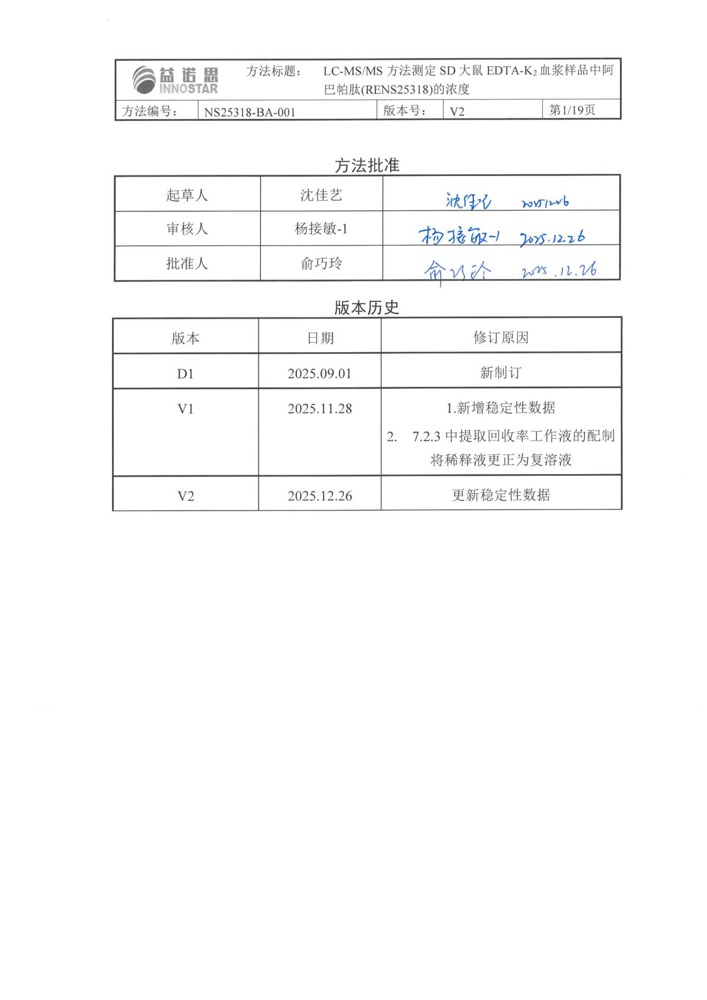 益诺思
INNOSTAR
方法标题： LC-MS/MS 方法测定 SD 大鼠 EDTA-K₂ 血浆样品中阿
巴帕肽(RENS25318)的浓度
方法编号： NS25318-BA-001 版本号： V2 第1/19页
方法批准
起草人 沈佳艺 沈佳艺 20251226
审核人 杨接敏-1 杨接敏-1 2025.12.26
批准人 俞巧玲 俞巧玲 2025.12.26
版本历史
版本 日期 修订原因
D1 2025.09.01 新制订
V1 2025.11.28 1.新增稳定性数据
2. 7.2.3 中提取回收率工作液的配制
将稀释液更正为复溶液
V2 2025.12.26 更新稳定性数据